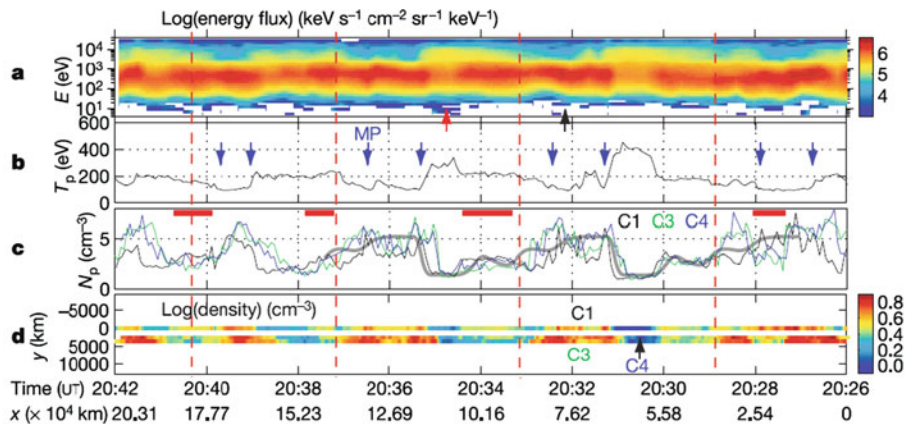 Log(energy flux) (keV s⁻¹ cm⁻² sr⁻¹ keV⁻¹)
a
E (eV)
10⁴
10³
10²
10¹
6
5
4
b
Tₚ (eV)
600
400
200
0
MP
c
Nₚ (cm⁻³)
5
0
C1 C3 C4
d
y (km)
−5000
0
5000
10000
Log(density) (cm⁻³)
C1
C3
C4
0.8
0.6
0.4
0.2
0.0
Time (UT) 20:42 20:40 20:38 20:36 20:34 20:32 20:30 20:28 20:26
x (× 10⁴ km) 20.31 17.77 15.23 12.69 10.16 7.62 5.58 2.54 0